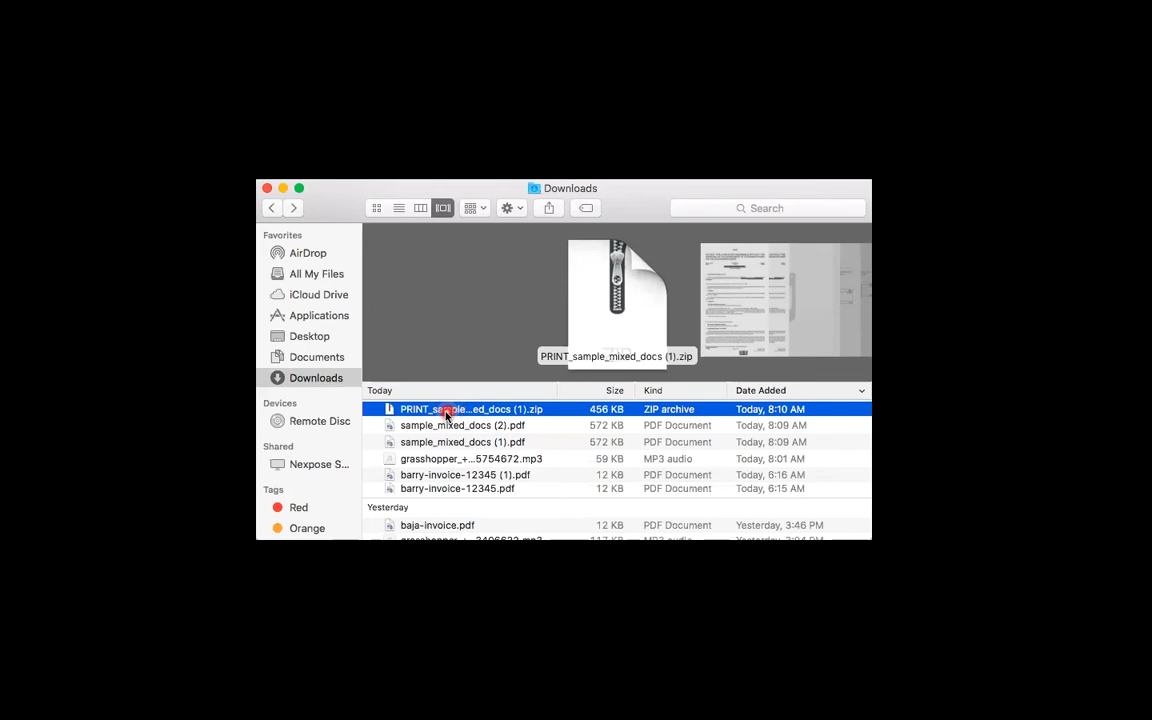 Downloads
Search
Favorites
AirDrop
All My Files
iCloud Drive
Applications
Desktop
Documents
Downloads
Devices
Remote Disc
Shared
Nexpose S...
Tags
Red
Orange
PRINT_sample_mixed_docs (1).zip
Today Size Kind Date Added
PRINT_sample...ed_docs (1).zip 456 KB ZIP archive Today, 8:10 AM
sample_mixed_docs (2).pdf 572 KB PDF Document Today, 8:09 AM
sample_mixed_docs (1).pdf 572 KB PDF Document Today, 8:09 AM
grasshopper_+...5754672.mp3 59 KB MP3 audio Today, 8:01 AM
barry-invoice-12345 (1).pdf 12 KB PDF Document Today, 6:16 AM
barry-invoice-12345.pdf 12 KB PDF Document Today, 6:15 AM
Yesterday
baja-invoice.pdf 12 KB PDF Document Yesterday, 3:46 PM